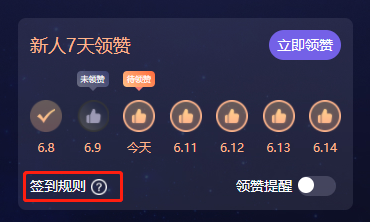 新人7天领赞
立即领赞
未领赞
待领赞
6.8
6.9
今天
6.11
6.12
6.13
6.14
签到规则 ?
领赞提醒